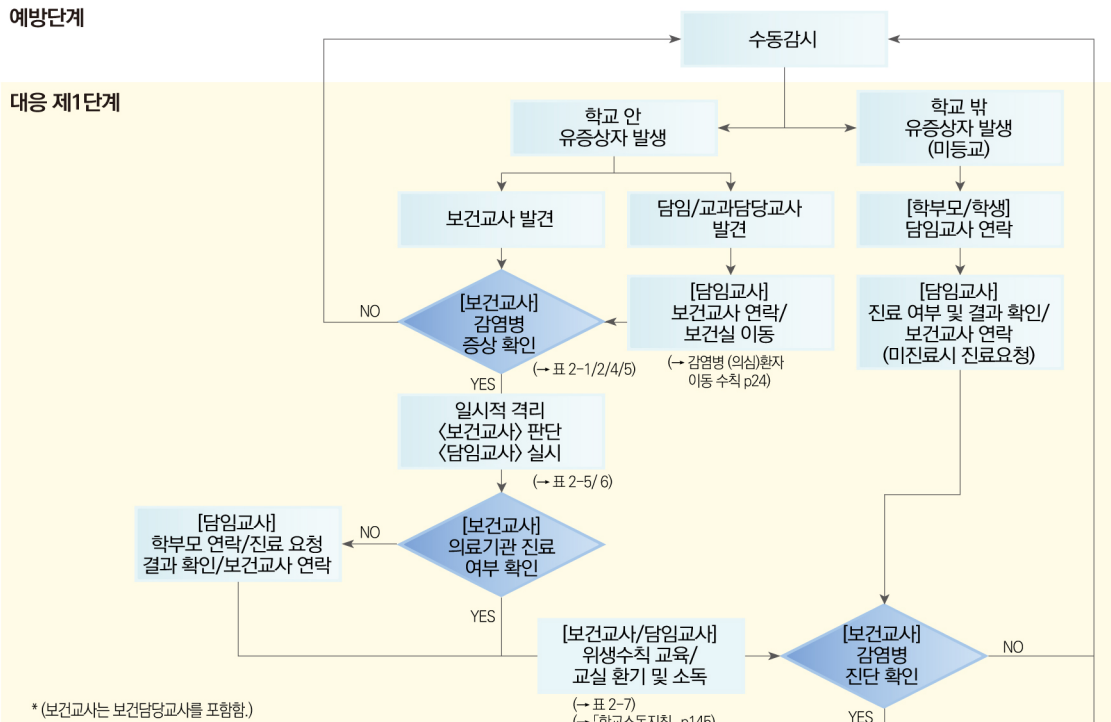 예방단계
수동감시
대응 제1단계
학교 안
유증상자 발생
학교 밖
유증상자 발생
(미등교)
보건교사 발견
담임/교과담당교사
발견
[학부모/학생]
담임교사 연락
[보건교사]
감염병
증상 확인
NO
(→ 표 2-1/2/4/5)
YES
[담임교사]
보건교사 연락/
보건실 이동
(→ 감염병 (의심)환자
이동 수칙 p24)
[담임교사]
진료 여부 및 결과 확인/
보건교사 연락
(미진료시 진료요청)
일시적 격리
〈보건교사〉 판단
〈담임교사〉 실시
(→ 표 2-5/ 6)
[보건교사]
의료기관 진료
여부 확인
NO
YES
[담임교사]
학부모 연락/진료 요청
결과 확인/보건교사 연락
[보건교사/담임교사]
위생수칙 교육/
교실 환기 및 소독
(→ 표 2-7)
(→ 「학교소독지침」 p145)
[보건교사]
감염병
진단 확인
NO
YES
* (보건교사는 보건담당교사를 포함함.)